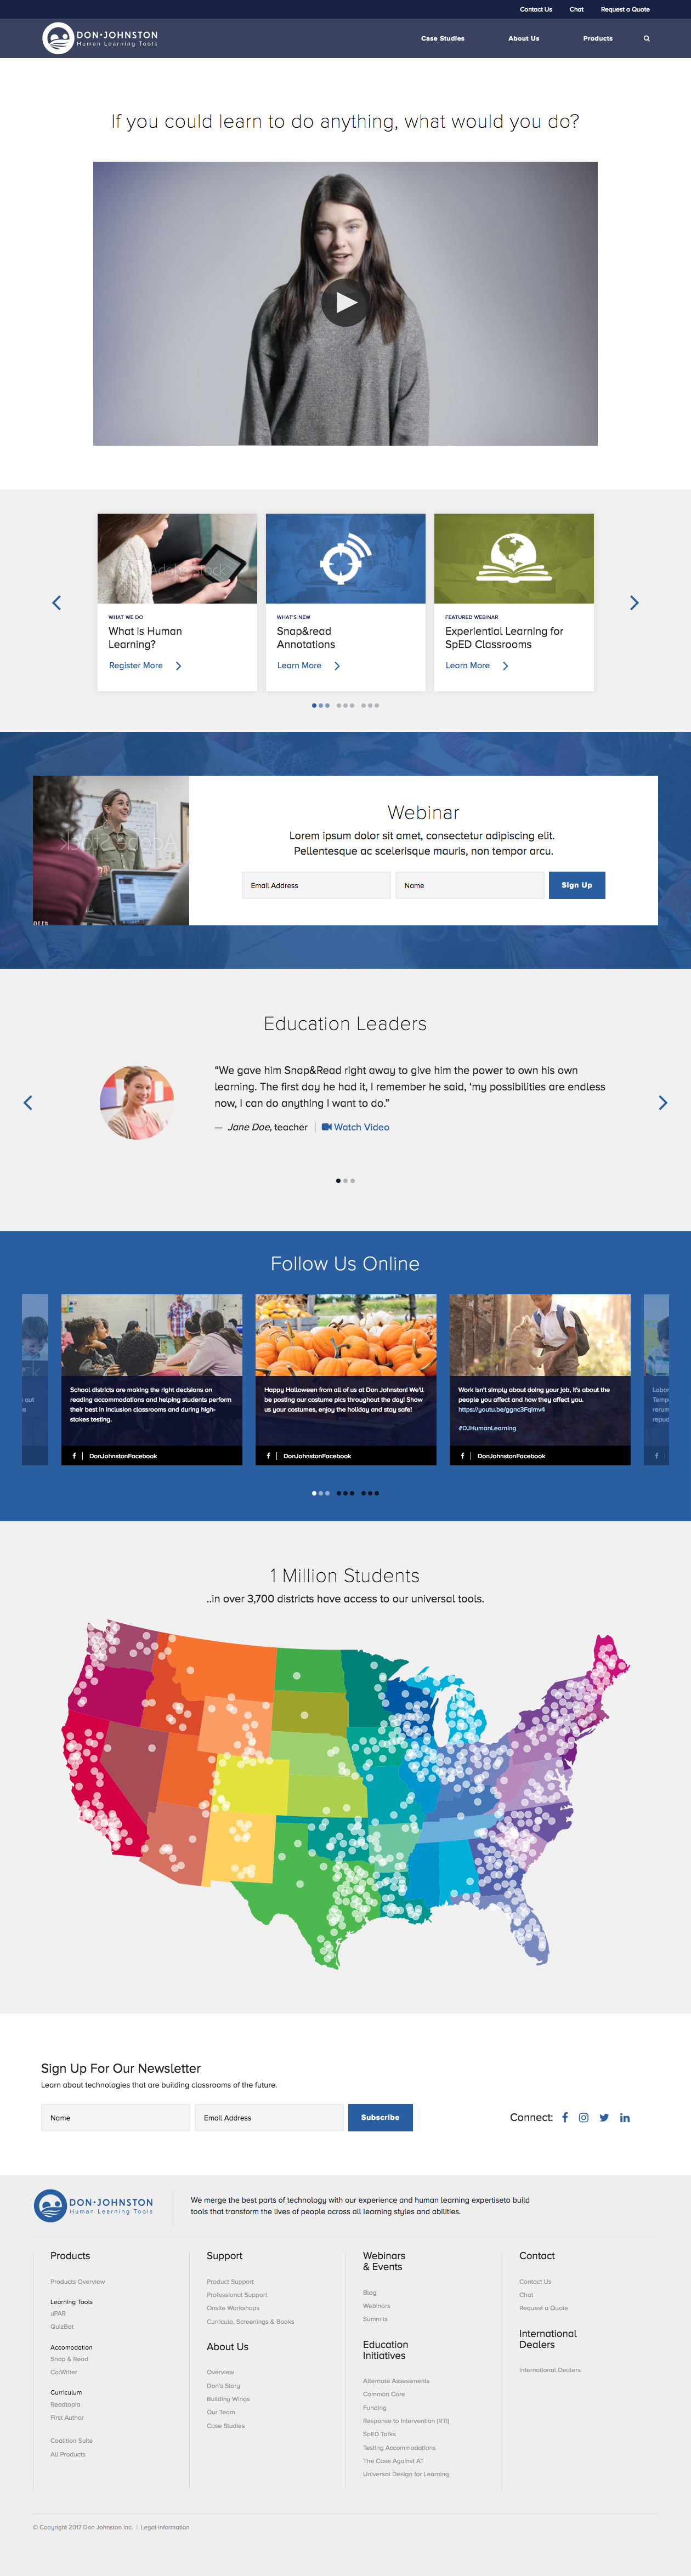 Contact Us Chat Request a Quote
DON•JOHNSTON
Human Learning Tools
Case Studies About Us Products
If you could learn to do anything, what would you do?
WHAT WE DO
What is Human
Learning?
Register More
WHAT'S NEW
Snap&read
Annotations
Learn More
FEATURED WEBINAR
Experiential Learning for
SpED Classrooms
Learn More
Webinar
Lorem ipsum dolor sit amet, consectetur adipiscing elit.
Pellentesque ac scelerisque mauris, non tempor arcu.
Email Address Name Sign Up
Education Leaders
“We gave him Snap&Read right away to give him the power to own his own
learning. The first day he had it, I remember he said, ‘my possibilities are endless
now, I can do anything I want to do.”
— Jane Doe, teacher | Watch Video
Follow Us Online
School districts are making the right decisions on
reading accommodations and helping students perform
their best in inclusion classrooms and during high-
stakes testing.
DonJohnstonFacebook
Happy Halloween from all of us at Don Johnston! We'll
be posting our costume pics throughout the day! Show
us your costumes, enjoy the holiday and stay safe!
DonJohnstonFacebook
Work isn't simply about doing your job, it's about the
people you affect and how they affect you.
#DJHumanLearning
DonJohnstonFacebook
1 Million Students
..in over 3,700 districts have access to our universal tools.
Sign Up For Our Newsletter
Learn about technologies that are building classrooms of the future.
Name Email Address Subscribe
Connect:
DON•JOHNSTON
Human Learning Tools
We merge the best parts of technology with our experience and human learning expertiseto build
tools that transform the lives of people across all learning styles and abilities.
Products
Products Overview
Learning Tools
uPAR
QuizBot
Accomodation
Snap & Read
Co:Writer
Curriculum
Readtopia
First Author
Coalition Suite
All Products
Support
Product Support
Professional Support
Onsite Workshops
Curricula, Screenings & Books
About Us
Overview
Don's Story
Building Wings
Our Team
Case Studies
Webinars
& Events
Blog
Webinars
Summits
Education
Initiatives
Alternate Assessments
Common Core
Funding
Response to Intervention (RTI)
SpED Talks
Testing Accommodations
The Case Against AT
Universal Design for Learning
Contact
Contact Us
Chat
Request a Quote
International
Dealers
International Dealers
© Copyright 2017 Don Johnston Inc. | Legal Information